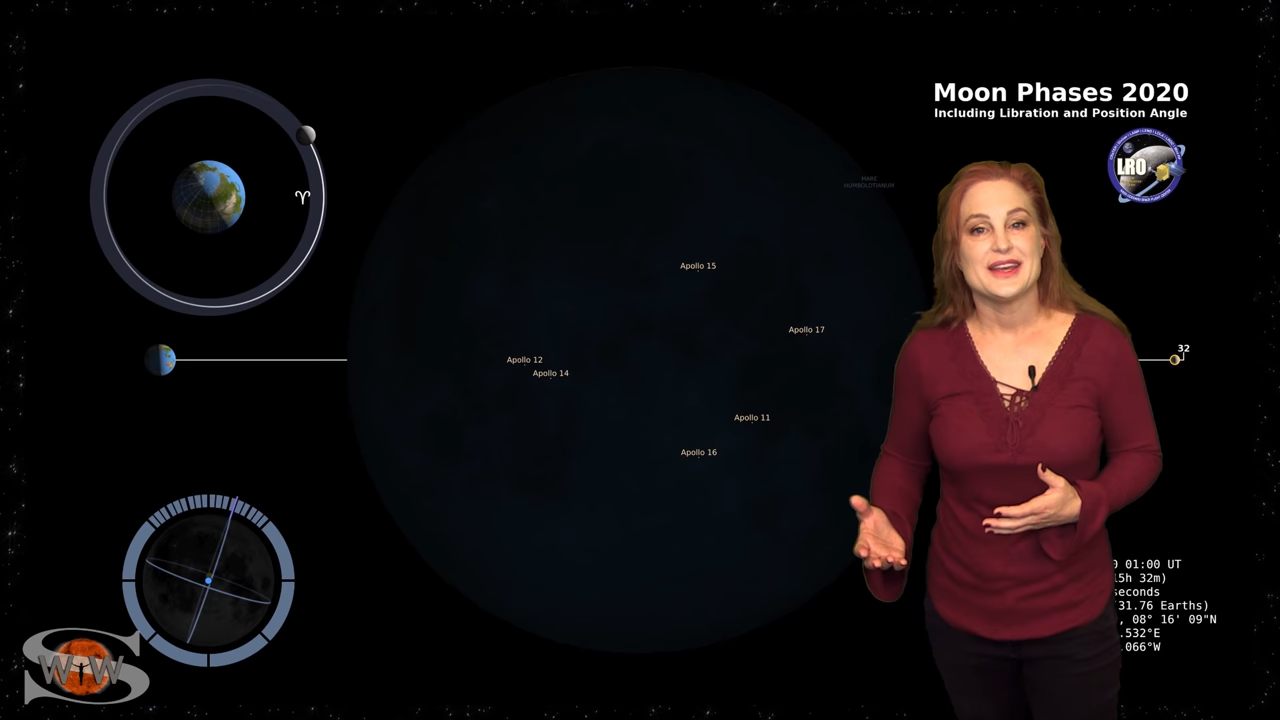 Moon Phases 2020
Including Libration and Position Angle
LRO
MARE
HUMBOLDTIANUM
Apollo 15
Apollo 17
Apollo 12
Apollo 14
Apollo 11
Apollo 16
32
01:00 UT
15h 32m)
seconds
(31.76 Earths)
, 08° 16' 09"N
.532°E
.066°W
S
WTW